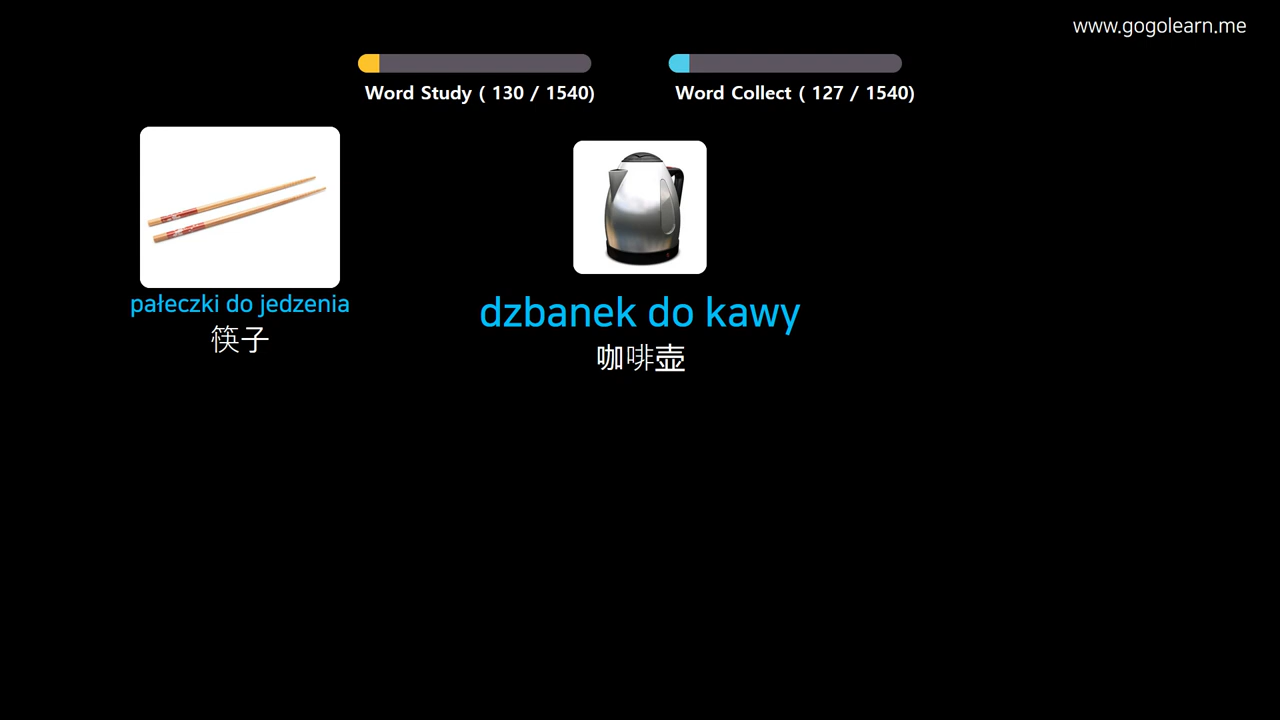 www.gogolearn.me
Word Study ( 130 / 1540)
Word Collect ( 127 / 1540)
pałeczki do jedzenia
筷子
dzbanek do kawy
咖啡壶